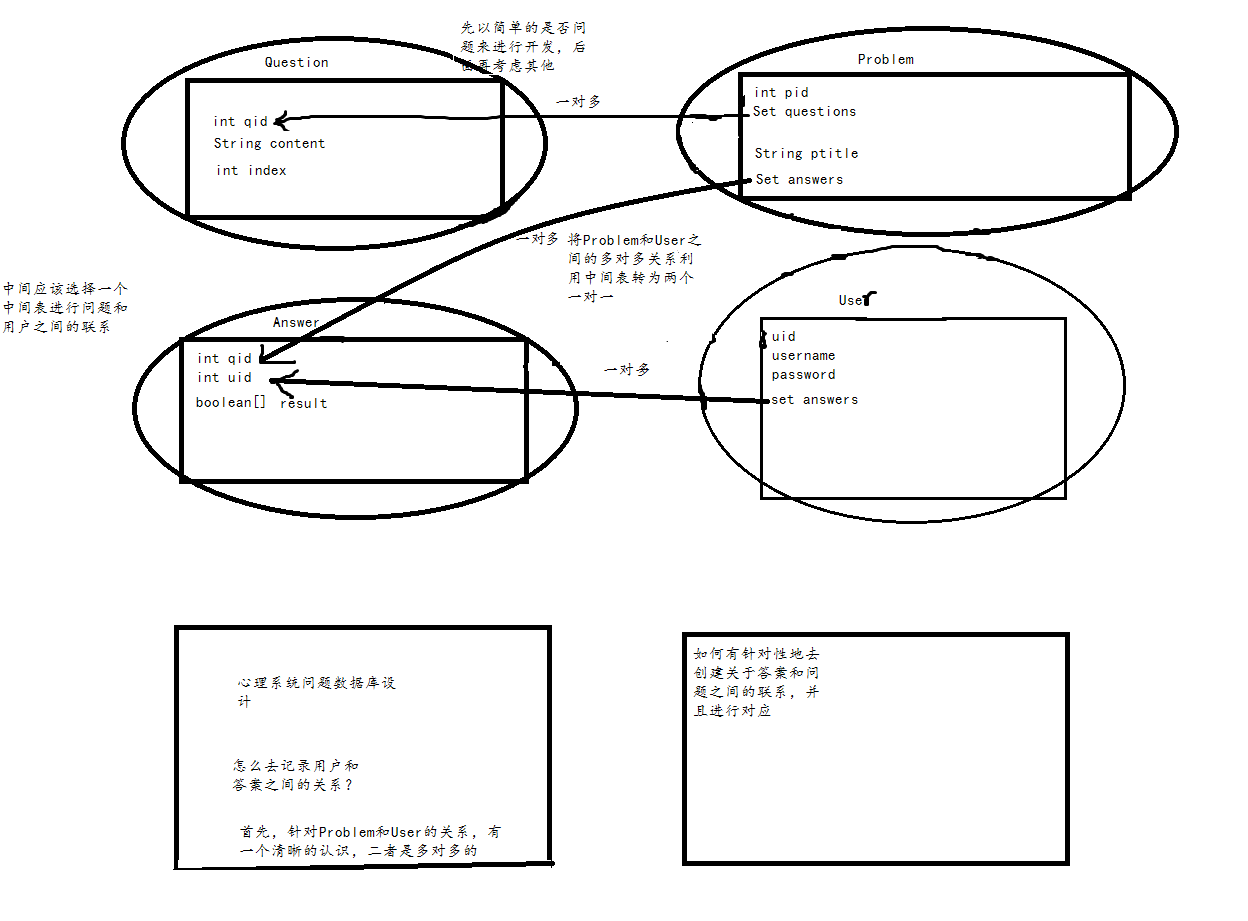 先以简单的是否问
题来进行开发，后
面再考虑其他
Question
int qid
String content
int index
一对多
Problem
int pid
Set questions
String ptitle
Set answers
一对多
将Problem和User之
间的多对多关系利
用中间表转为两个
一对一
中间应该选择一个
中间表进行问题和
用户之间的联系
Answer
int qid
int uid
boolean[] result
一对多
User
uid
username
password
set answers
心理系统问题数据库设
计
怎么去记录用户和
答案之间的关系？
首先，针对Problem和User的关系，有
一个清晰的认识，二者是多对多的
如何有针对性地去
创建关于答案和问
题之间的联系，并
且进行对应